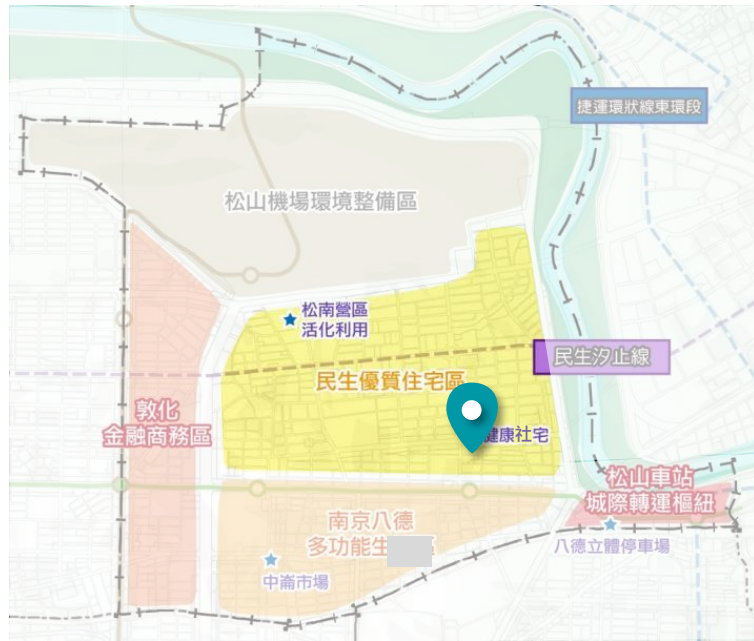 捷運環狀線東環段
松山機場環境整備區
松南營區
活化利用
民生汐止線
民生優質住宅區
敦化
金融商務區
健康社宅
松山車站
城際轉運樞紐
南京八德
多功能生
八德立體停車場
中崙市場